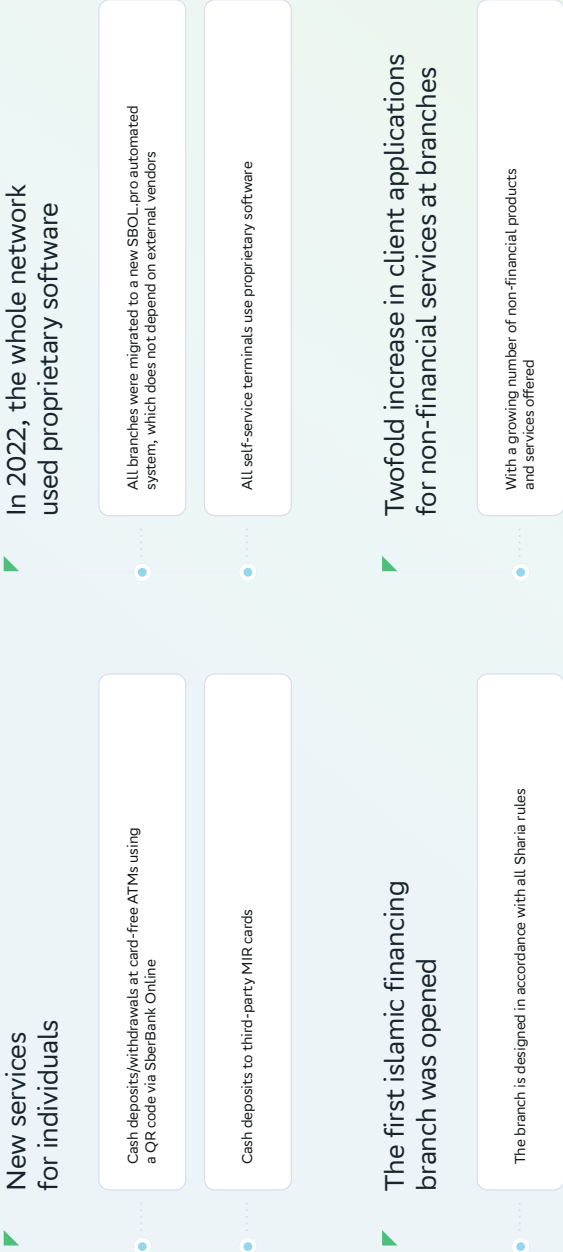 New services
for individuals
Cash deposits/withdrawals at card-free ATMs using
a QR code via SberBank Online
Cash deposits to third-party MIR cards
In 2022, the whole network
used proprietary software
All branches were migrated to a new SBOL.pro automated
system, which does not depend on external vendors
All self-service terminals use proprietary software
The first islamic financing
branch was opened
The branch is designed in accordance with all Sharia rules
Twofold increase in client applications
for non-financial services at branches
With a growing number of non-financial products
and services offered